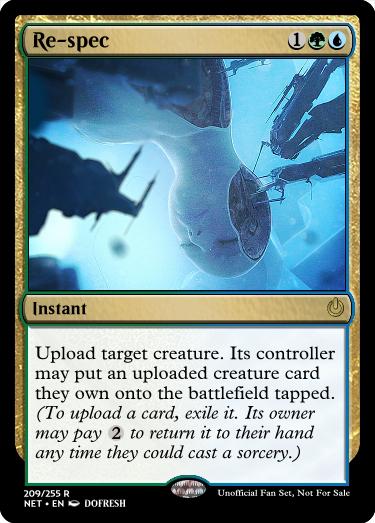 Re-spec 1
Instant
Upload target creature. Its controller
may put an uploaded creature card
they own onto the battlefield tapped.
(To upload a card, exile it. Its owner
may pay 2 to return it to their hand
any time they could cast a sorcery.)
209/255 R
NET • EN DOFRESH
Unofficial Fan Set, Not For Sale